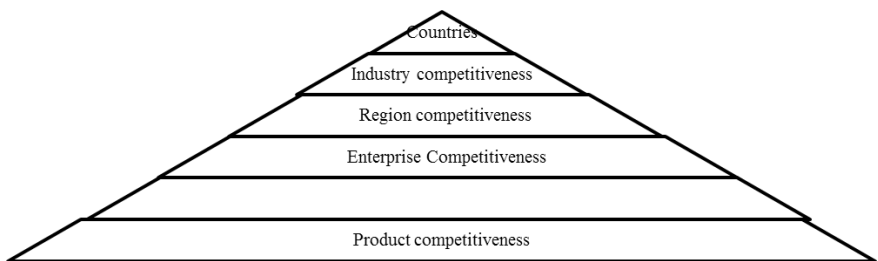 Countries
Industry competitiveness
Region competitiveness
Enterprise Competitiveness
Product competitiveness